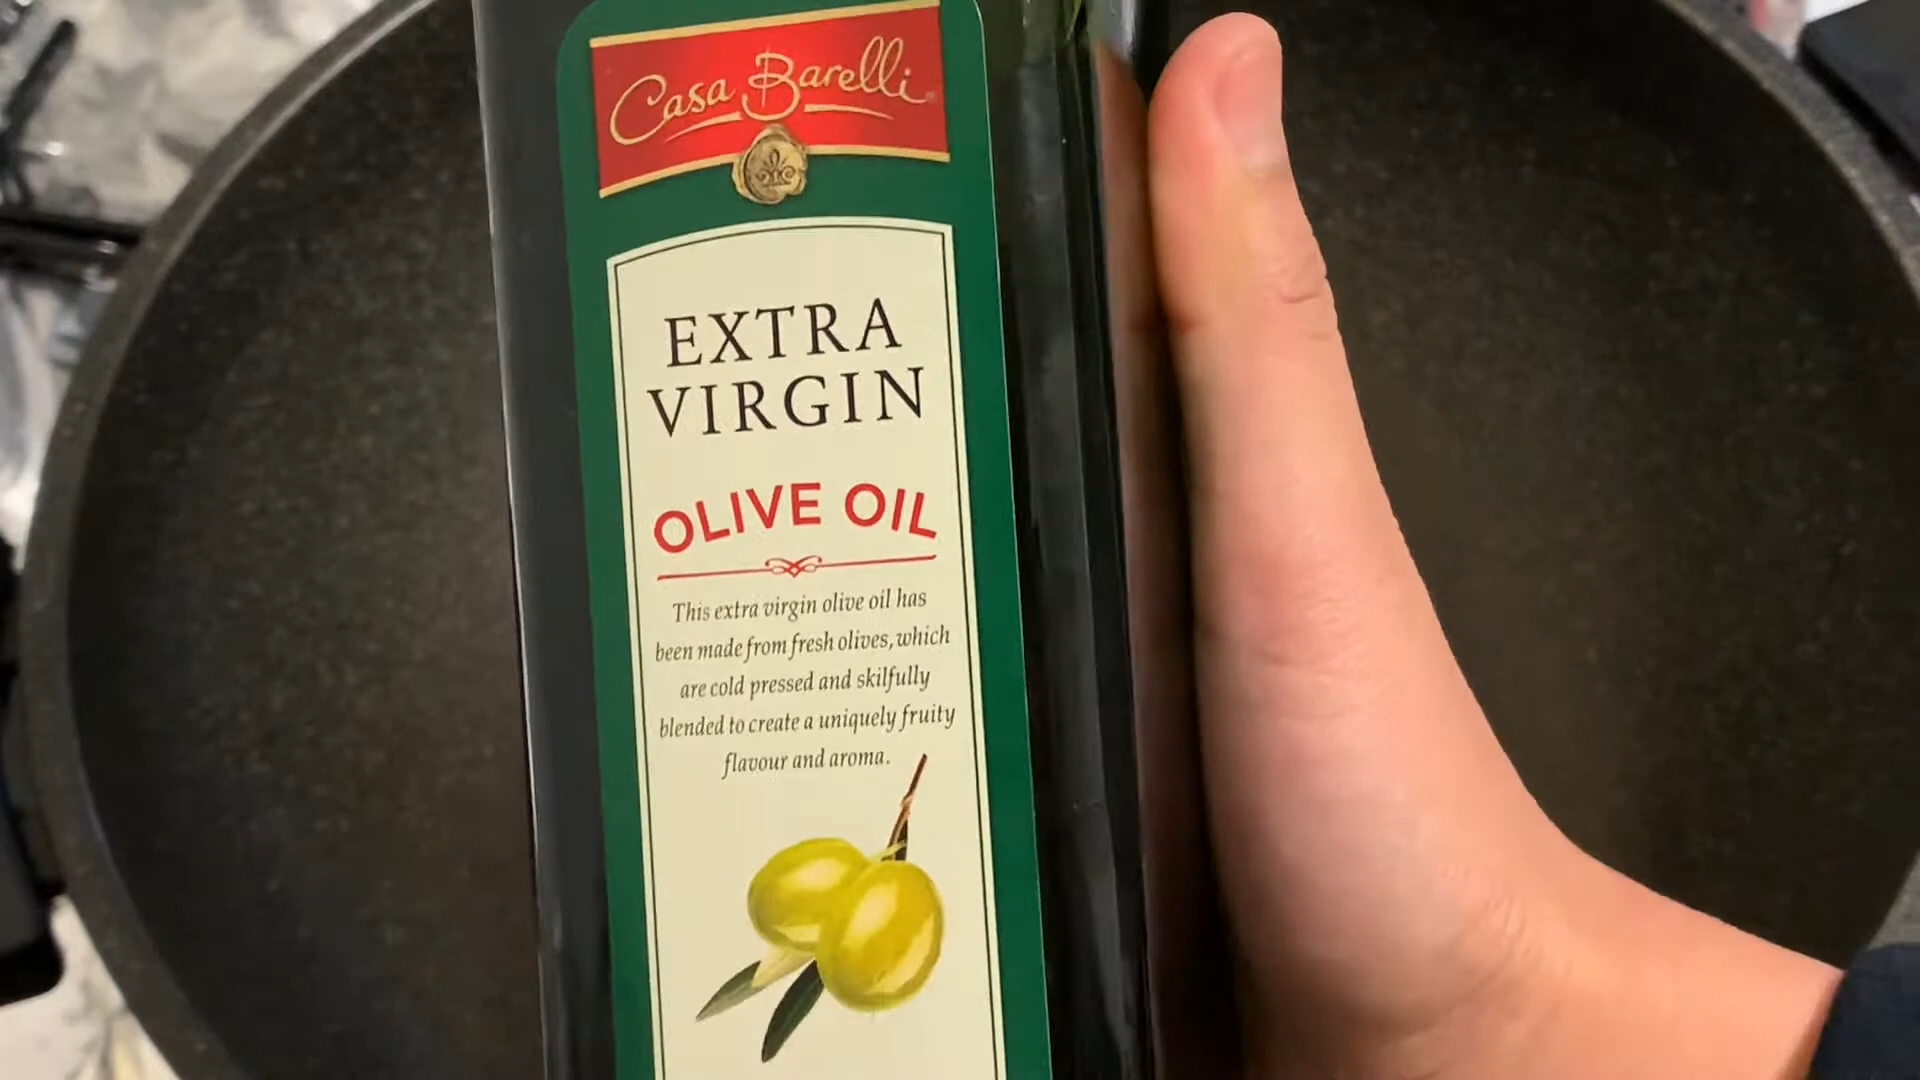 Casa Barelli
EXTRA
VIRGIN
OLIVE OIL
This extra virgin olive oil has
been made from fresh olives, which
are cold pressed and skilfully
blended to create a uniquely fruity
flavour and aroma.